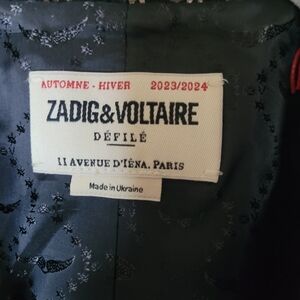 AUTOMNE - HIVER 2023/2024
ZADIG&VOLTAIRE
DÉFILÉ
11 AVENUE D'IÉNA, PARIS
Made in Ukraine